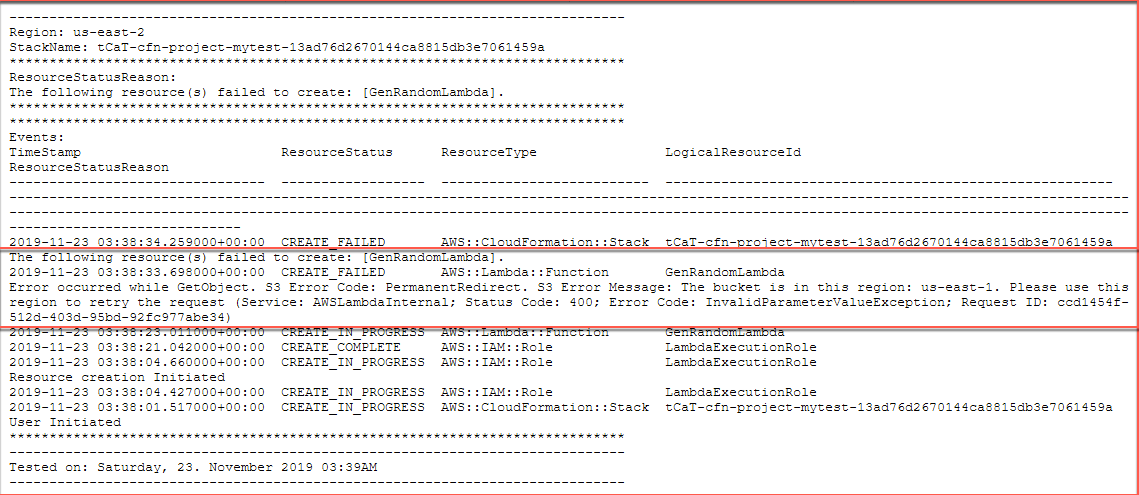 -----------------------------------------------------------------------------
Region: us-east-2
StackName: tCaT-cfn-project-mytest-13ad76d2670144ca8815db3e7061459a
*****************************************************************************
ResourceStatusReason:
The following resource(s) failed to create: [GenRandomLambda].
*****************************************************************************
*****************************************************************************
Events:
TimeStamp                         ResourceStatus      ResourceType                LogicalResourceId
ResourceStatusReason
--------------------------------  ------------------  --------------------------  --------------------------------------------------------
--------------------------------------------------------------------------------------------------------------------------------------------
--------------------------------------------------------------------------------------------------------------------------------------------
-----------------------------
2019-11-23 03:38:34.259000+00:00  CREATE_FAILED       AWS::CloudFormation::Stack  tCaT-cfn-project-mytest-13ad76d2670144ca8815db3e7061459a
The following resource(s) failed to create: [GenRandomLambda].
2019-11-23 03:38:33.698000+00:00  CREATE_FAILED       AWS::Lambda::Function       GenRandomLambda
Error occurred while GetObject. S3 Error Code: PermanentRedirect. S3 Error Message: The bucket is in this region: us-east-1. Please use this
region to retry the request (Service: AWSLambdaInternal; Status Code: 400; Error Code: InvalidParameterValueException; Request ID: ccd1454f-
512d-403d-95bd-92fc977abe34)
2019-11-23 03:38:23.011000+00:00  CREATE_IN_PROGRESS  AWS::Lambda::Function       GenRandomLambda
2019-11-23 03:38:21.042000+00:00  CREATE_COMPLETE     AWS::IAM::Role              LambdaExecutionRole
2019-11-23 03:38:04.660000+00:00  CREATE_IN_PROGRESS  AWS::IAM::Role              LambdaExecutionRole
Resource creation Initiated
2019-11-23 03:38:04.427000+00:00  CREATE_IN_PROGRESS  AWS::IAM::Role              LambdaExecutionRole
2019-11-23 03:38:01.517000+00:00  CREATE_IN_PROGRESS  AWS::CloudFormation::Stack  tCaT-cfn-project-mytest-13ad76d2670144ca8815db3e7061459a
User Initiated
*****************************************************************************
-----------------------------------------------------------------------------
Tested on: Saturday, 23. November 2019 03:39AM
-----------------------------------------------------------------------------